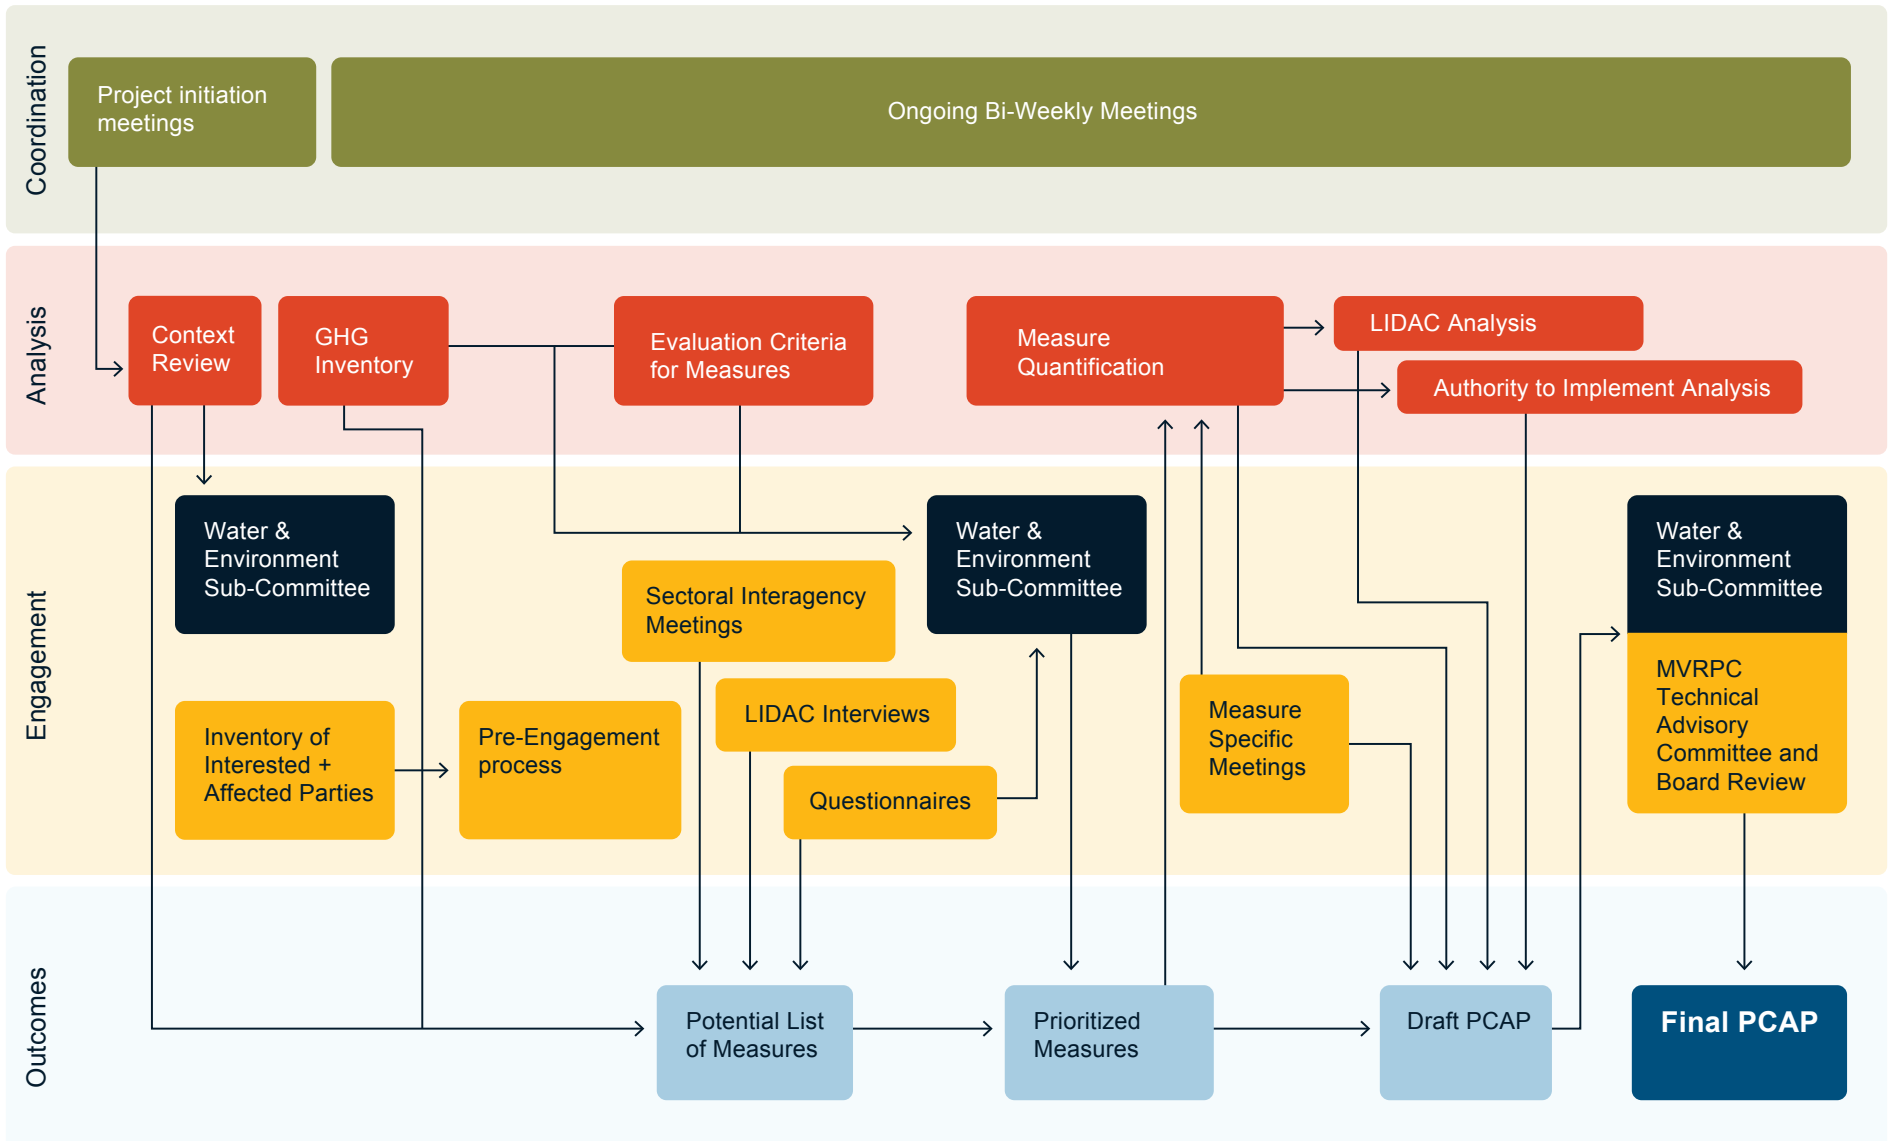 Coordination
Project initiation
meetings
Ongoing Bi-Weekly Meetings
Analysis
Context
Review
GHG
Inventory
Evaluation Criteria
for Measures
Measure
Quantification
LIDAC Analysis
Authority to Implement Analysis
Engagement
Water &
Environment
Sub-Committee
Inventory of
Interested +
Affected Parties
Pre-Engagement
process
Sectoral Interagency
Meetings
LIDAC Interviews
Questionnaires
Water &
Environment
Sub-Committee
Measure
Specific
Meetings
Water &
Environment
Sub-Committee
MVRPC
Technical
Advisory
Committee and
Board Review
Outcomes
Potential List
of Measures
Prioritized
Measures
Draft PCAP
Final PCAP